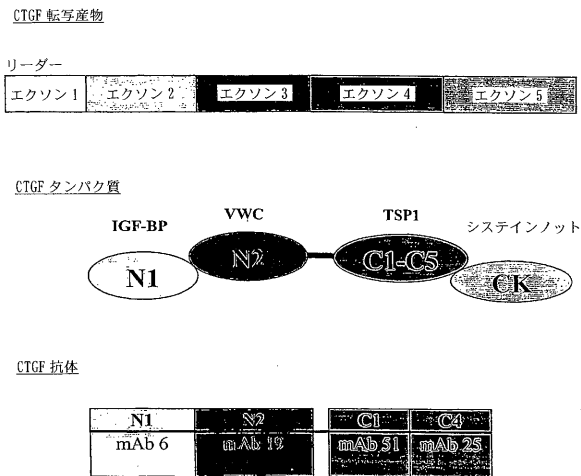 CTGF 転写産物
リーダー
エクソン 1 エクソン 2 エクソン 3 エクソン 4 エクソン 5
CTGF タンパク質
IGF-BP VWC TSP1 システインノット
N1 N2 C1-C5 CK
CTGF 抗体
N1 N2 C1 C4
mAb 6 mAb 19 mAb 51 mAb 25